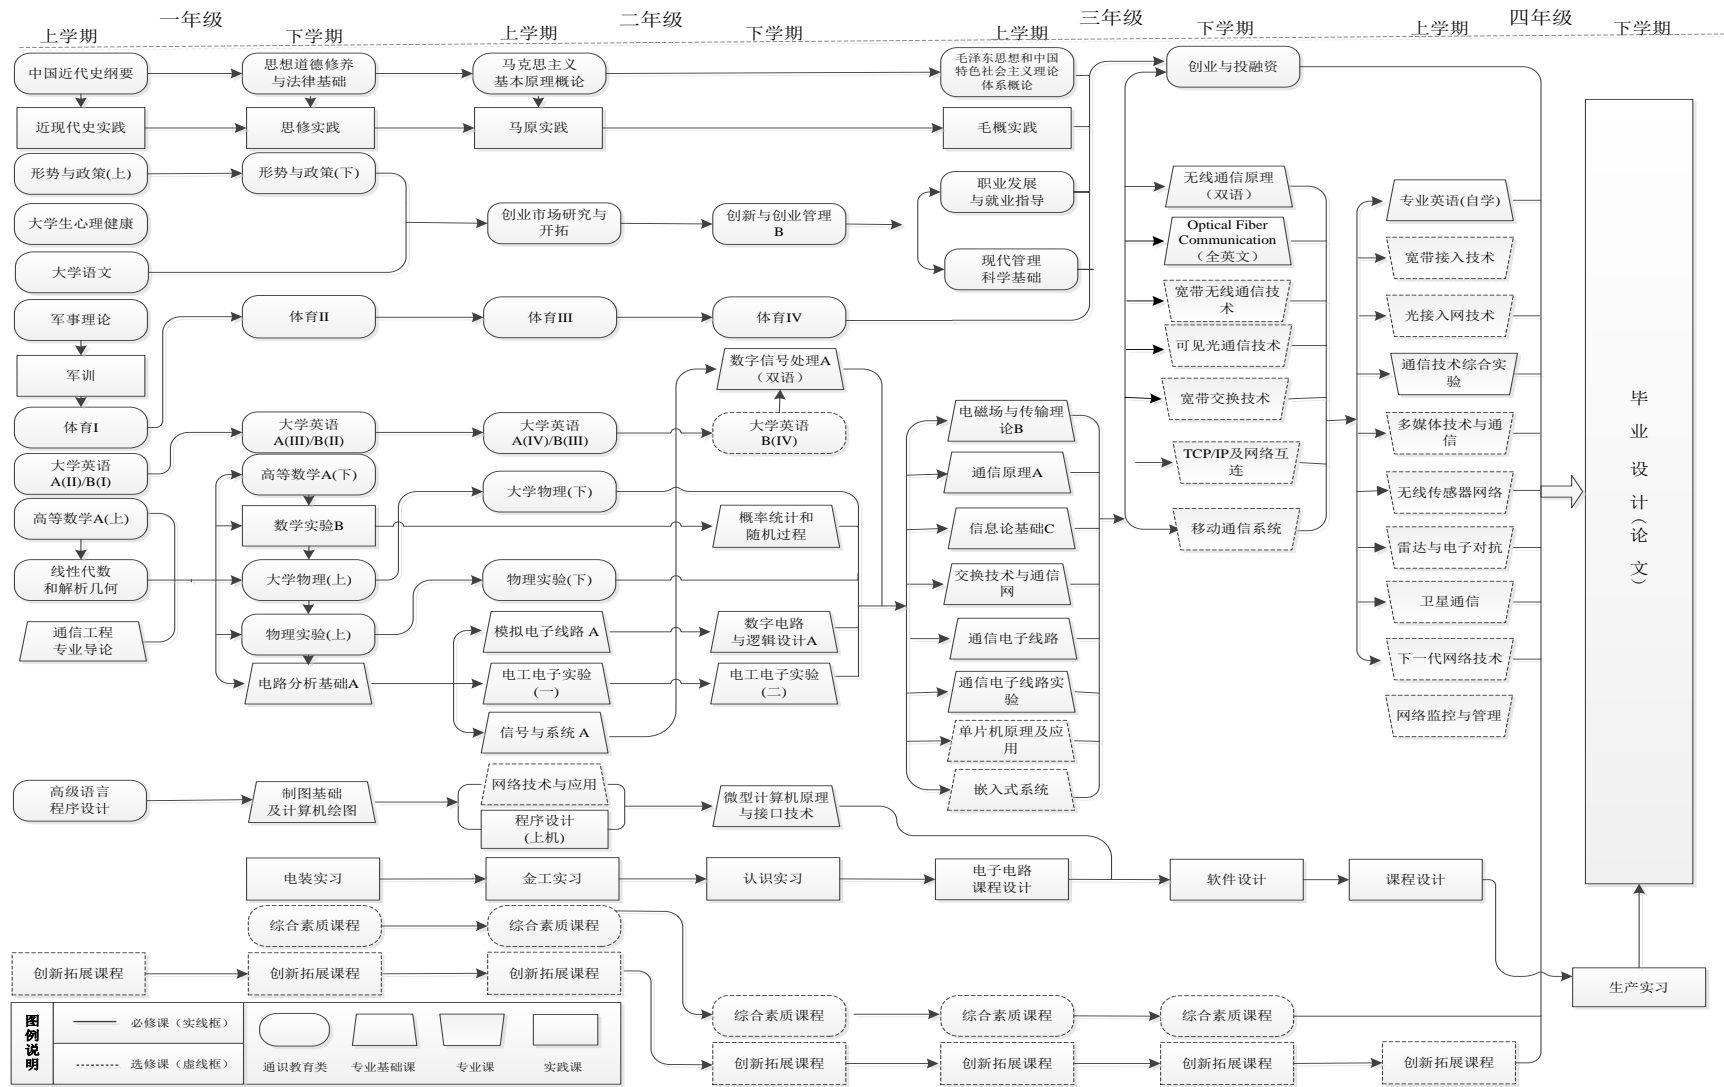 一年级
二年级
三年级
四年级
上学期
下学期
上学期
下学期
上学期
下学期
上学期
下学期
中国近代史纲要
思想道德修养
与法律基础
马克思主义
基本原理概论
毛泽东思想和中国
特色社会主义理论
体系概论
创业与投融资
近现代史实践
思修实践
马原实践
毛概实践
形势与政策(上)
形势与政策(下)
大学生心理健康
大学语文
创业市场研究与
开拓
创新与创业管理
B
职业发展
与就业指导
现代管理
科学基础
军事理论
军训
体育I
体育II
体育III
体育IV
大学英语
A(II)/B(I)
大学英语
A(III)/B(II)
大学英语
A(IV)/B(III)
大学英语
B(IV)
数字信号处理A
（双语）
高等数学A(上)
线性代数
和解析几何
通信工程
专业导论
高等数学A(下)
数学实验B
大学物理(上)
物理实验(上)
电路分析基础A
大学物理(下)
物理实验(下)
模拟电子线路 A
电工电子实验
(一)
信号与系统 A
概率统计和
随机过程
数字电路
与逻辑设计A
电工电子实验
(二)
电磁场与传输理
论B
通信原理A
信息论基础C
交换技术与通信
网
通信电子线路
通信电子线路实
验
单片机原理及应
用
嵌入式系统
无线通信原理
（双语）
Optical Fiber
Communication
（全英文）
宽带无线通信技
术
可见光通信技术
宽带交换技术
TCP/IP及网络互
连
移动通信系统
专业英语(自学)
宽带接入技术
光接入网技术
通信技术综合实
验
多媒体技术与通
信
无线传感器网络
雷达与电子对抗
卫星通信
下一代网络技术
网络监控与管理
毕业设计(论文)
高级语言
程序设计
制图基础
及计算机绘图
网络技术与应用
程序设计
(上机)
微型计算机原理
与接口技术
电装实习
金工实习
认识实习
电子电路
课程设计
软件设计
课程设计
生产实习
综合素质课程
综合素质课程
创新拓展课程
创新拓展课程
创新拓展课程
综合素质课程
综合素质课程
综合素质课程
创新拓展课程
创新拓展课程
创新拓展课程
创新拓展课程
图例说明
必修课（实线框）
选修课（虚线框）
通识教育类
专业基础课
专业课
实践课